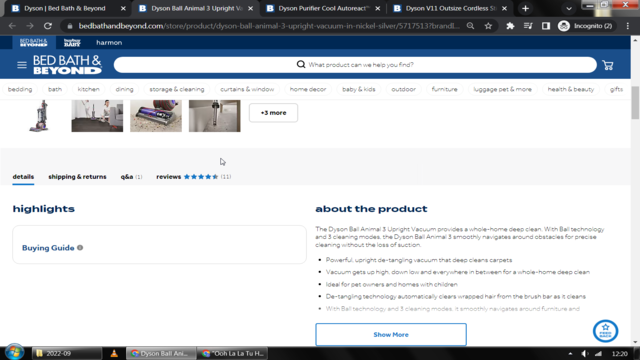 Dyson | Bed Bath & Beyond
Dyson Ball Animal 3 Upright Va
Dyson Purifier Cool Autoreact™
Dyson V11 Outsize Cordless St
bedbathandbeyond.com/store/product/dyson-ball-animal-3-upright-vacuum-in-nickel-silver/5717513?brandI...
Incognito (2)
BED BATH & BEYOND
BABY
harmon
BED BATH &
BEYOND
What product can we help you find?
bedding
bath
kitchen
dining
storage & cleaning
curtains & window
home decor
baby & kids
outdoor
furniture
luggage pet & more
health & beauty
gifts
+3 more
details
shipping & returns
q&a (1)
reviews
(11)
highlights
Buying Guide
about the product
The Dyson Ball Animal 3 Upright Vacuum provides a whole-home deep clean. With Ball technology
and 3 cleaning modes, the Dyson Ball Animal 3 smoothly navigates around obstacles for precise
cleaning without the loss of suction.
Powerful, upright de-tangling vacuum that deep cleans carpets
Vacuum gets up high, down low and everywhere in between for a whole-home deep clean
Ideal for pet owners and homes with children
De-tangling technology automatically clears wrapped hair from the brush bar as it cleans
With Ball technology and 3 cleaning modes, it smoothly navigates around furniture and
Show More
FEED
BACK
2022-09
Dyson Ball Ani...
"Ooh La La Tu H...
12:20